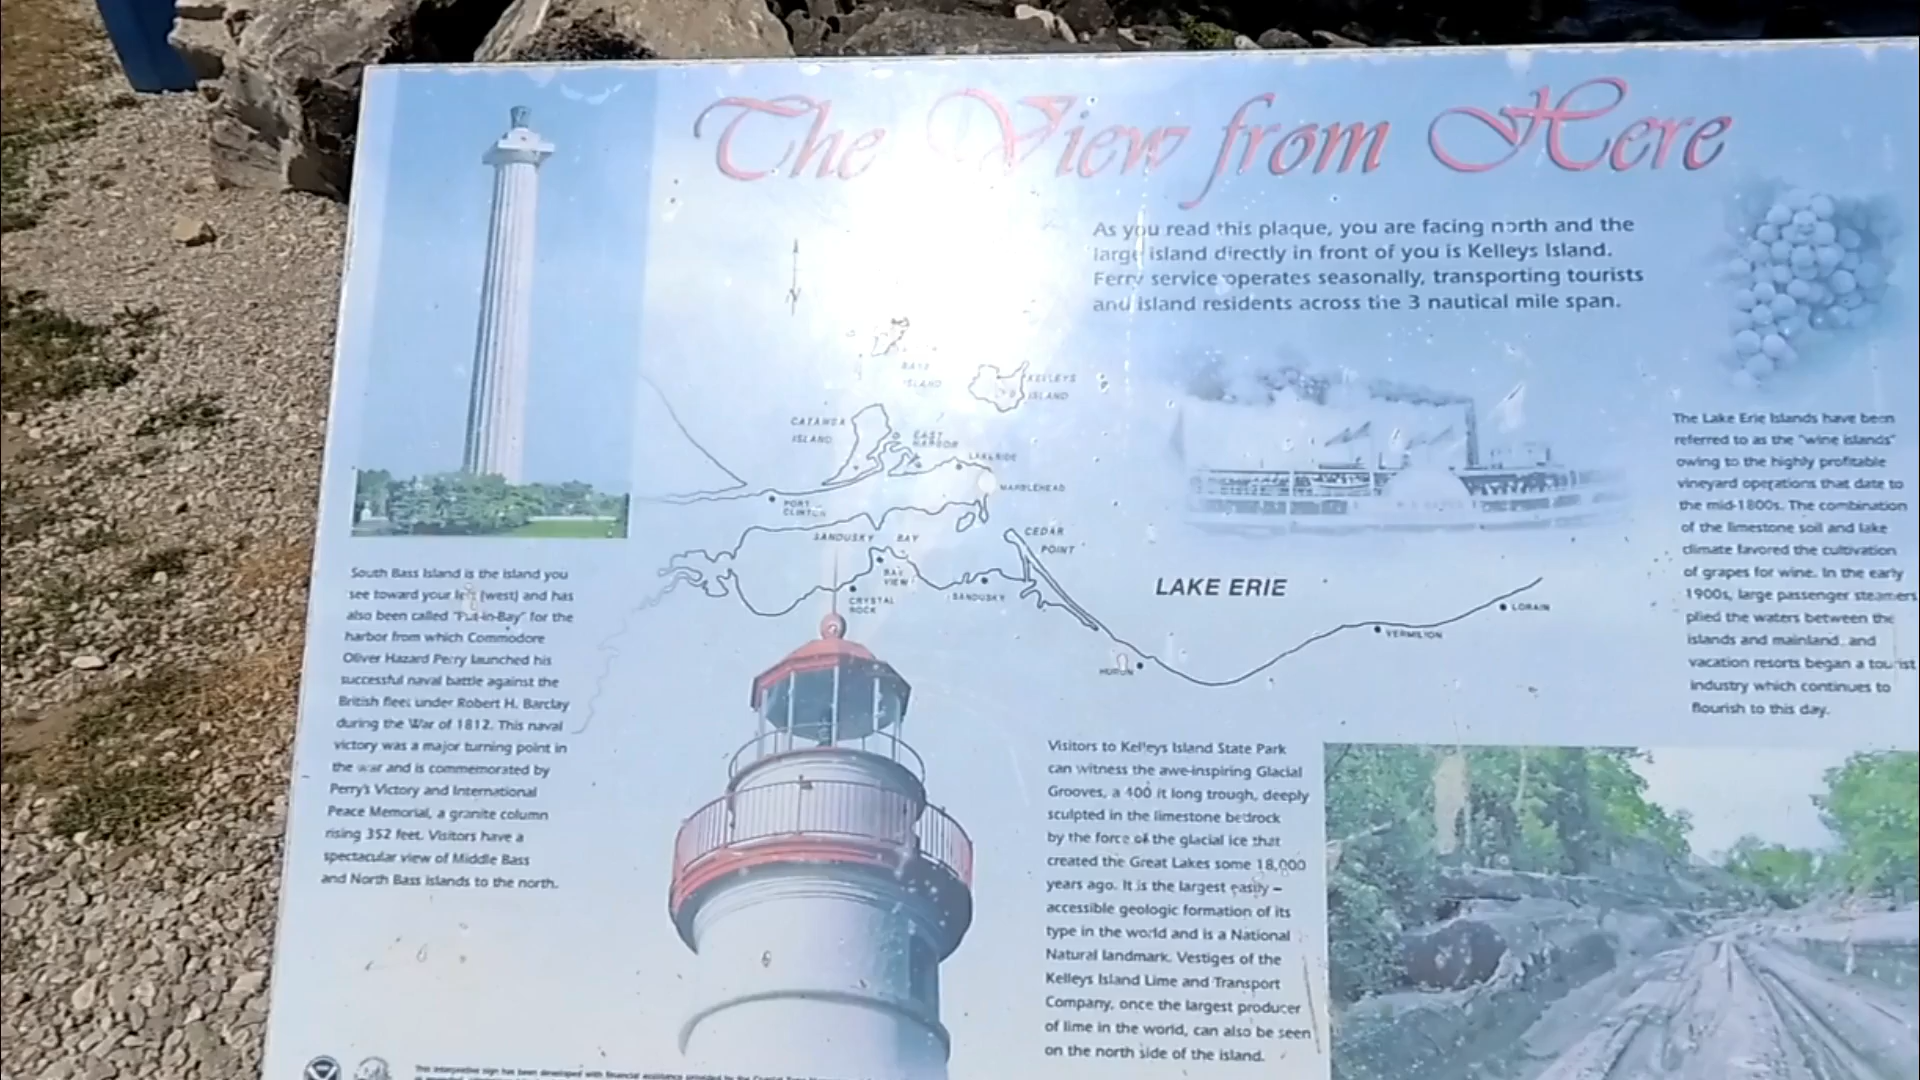 The View from Here
As you read this plaque, you are facing north and the
large island directly in front of you is Kelleys Island.
Ferry service operates seasonally, transporting tourists
and island residents across the 3 nautical mile span.
N
BASS
ISLAND
KELLEYS
ISLAND
CATAWBA
ISLAND
EAST
HARBOR
LAKESIDE
MARBLEHEAD
PORT
CLINTON
SANDUSKY BAY
CEDAR
POINT
BAY
VIEW
CRYSTAL
ROCK
SANDUSKY
LAKE ERIE
LORAIN
VERMILION
HURON
South Bass Island is the island you
see toward your left (west) and has
also been called "Put-in-Bay" for the
harbor from which Commodore
Oliver Hazard Perry launched his
successful naval battle against the
British fleet under Robert H. Barclay
during the War of 1812. This naval
victory was a major turning point in
the war and is commemorated by
Perry's Victory and International
Peace Memorial, a granite column
rising 352 feet. Visitors have a
spectacular view of Middle Bass
and North Bass Islands to the north.
The Lake Erie Islands have been
referred to as the "wine islands"
owing to the highly profitable
vineyard operations that date to
the mid-1800s. The combination
of the limestone soil and lake
climate favored the cultivation
of grapes for wine. In the early
1900s, large passenger steamers
plied the waters between the
islands and mainland, and
vacation resorts began a tourist
industry which continues to
flourish to this day.
Visitors to Kelleys Island State Park
can witness the awe-inspiring Glacial
Grooves, a 400 ft long trough, deeply
sculpted in the limestone bedrock
by the force of the glacial ice that
created the Great Lakes some 18,000
years ago. It is the largest easily –
accessible geologic formation of its
type in the world and is a National
Natural landmark. Vestiges of the
Kelleys Island Lime and Transport
Company, once the largest producer
of lime in the world, can also be seen
on the north side of the island.
This interpretive sign has been developed with financial assistance provided by the Coastal Zone